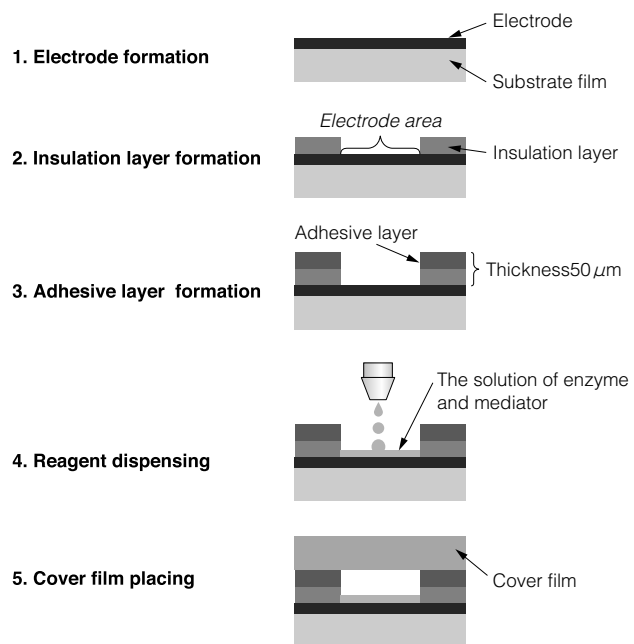 Electrode
1. Electrode formation
Substrate film
Electrode area
2. Insulation layer formation
Insulation layer
Adhesive layer
Thickness50 μm
3. Adhesive layer formation
The solution of enzyme
and mediator
4. Reagent dispensing
5. Cover film placing
Cover film